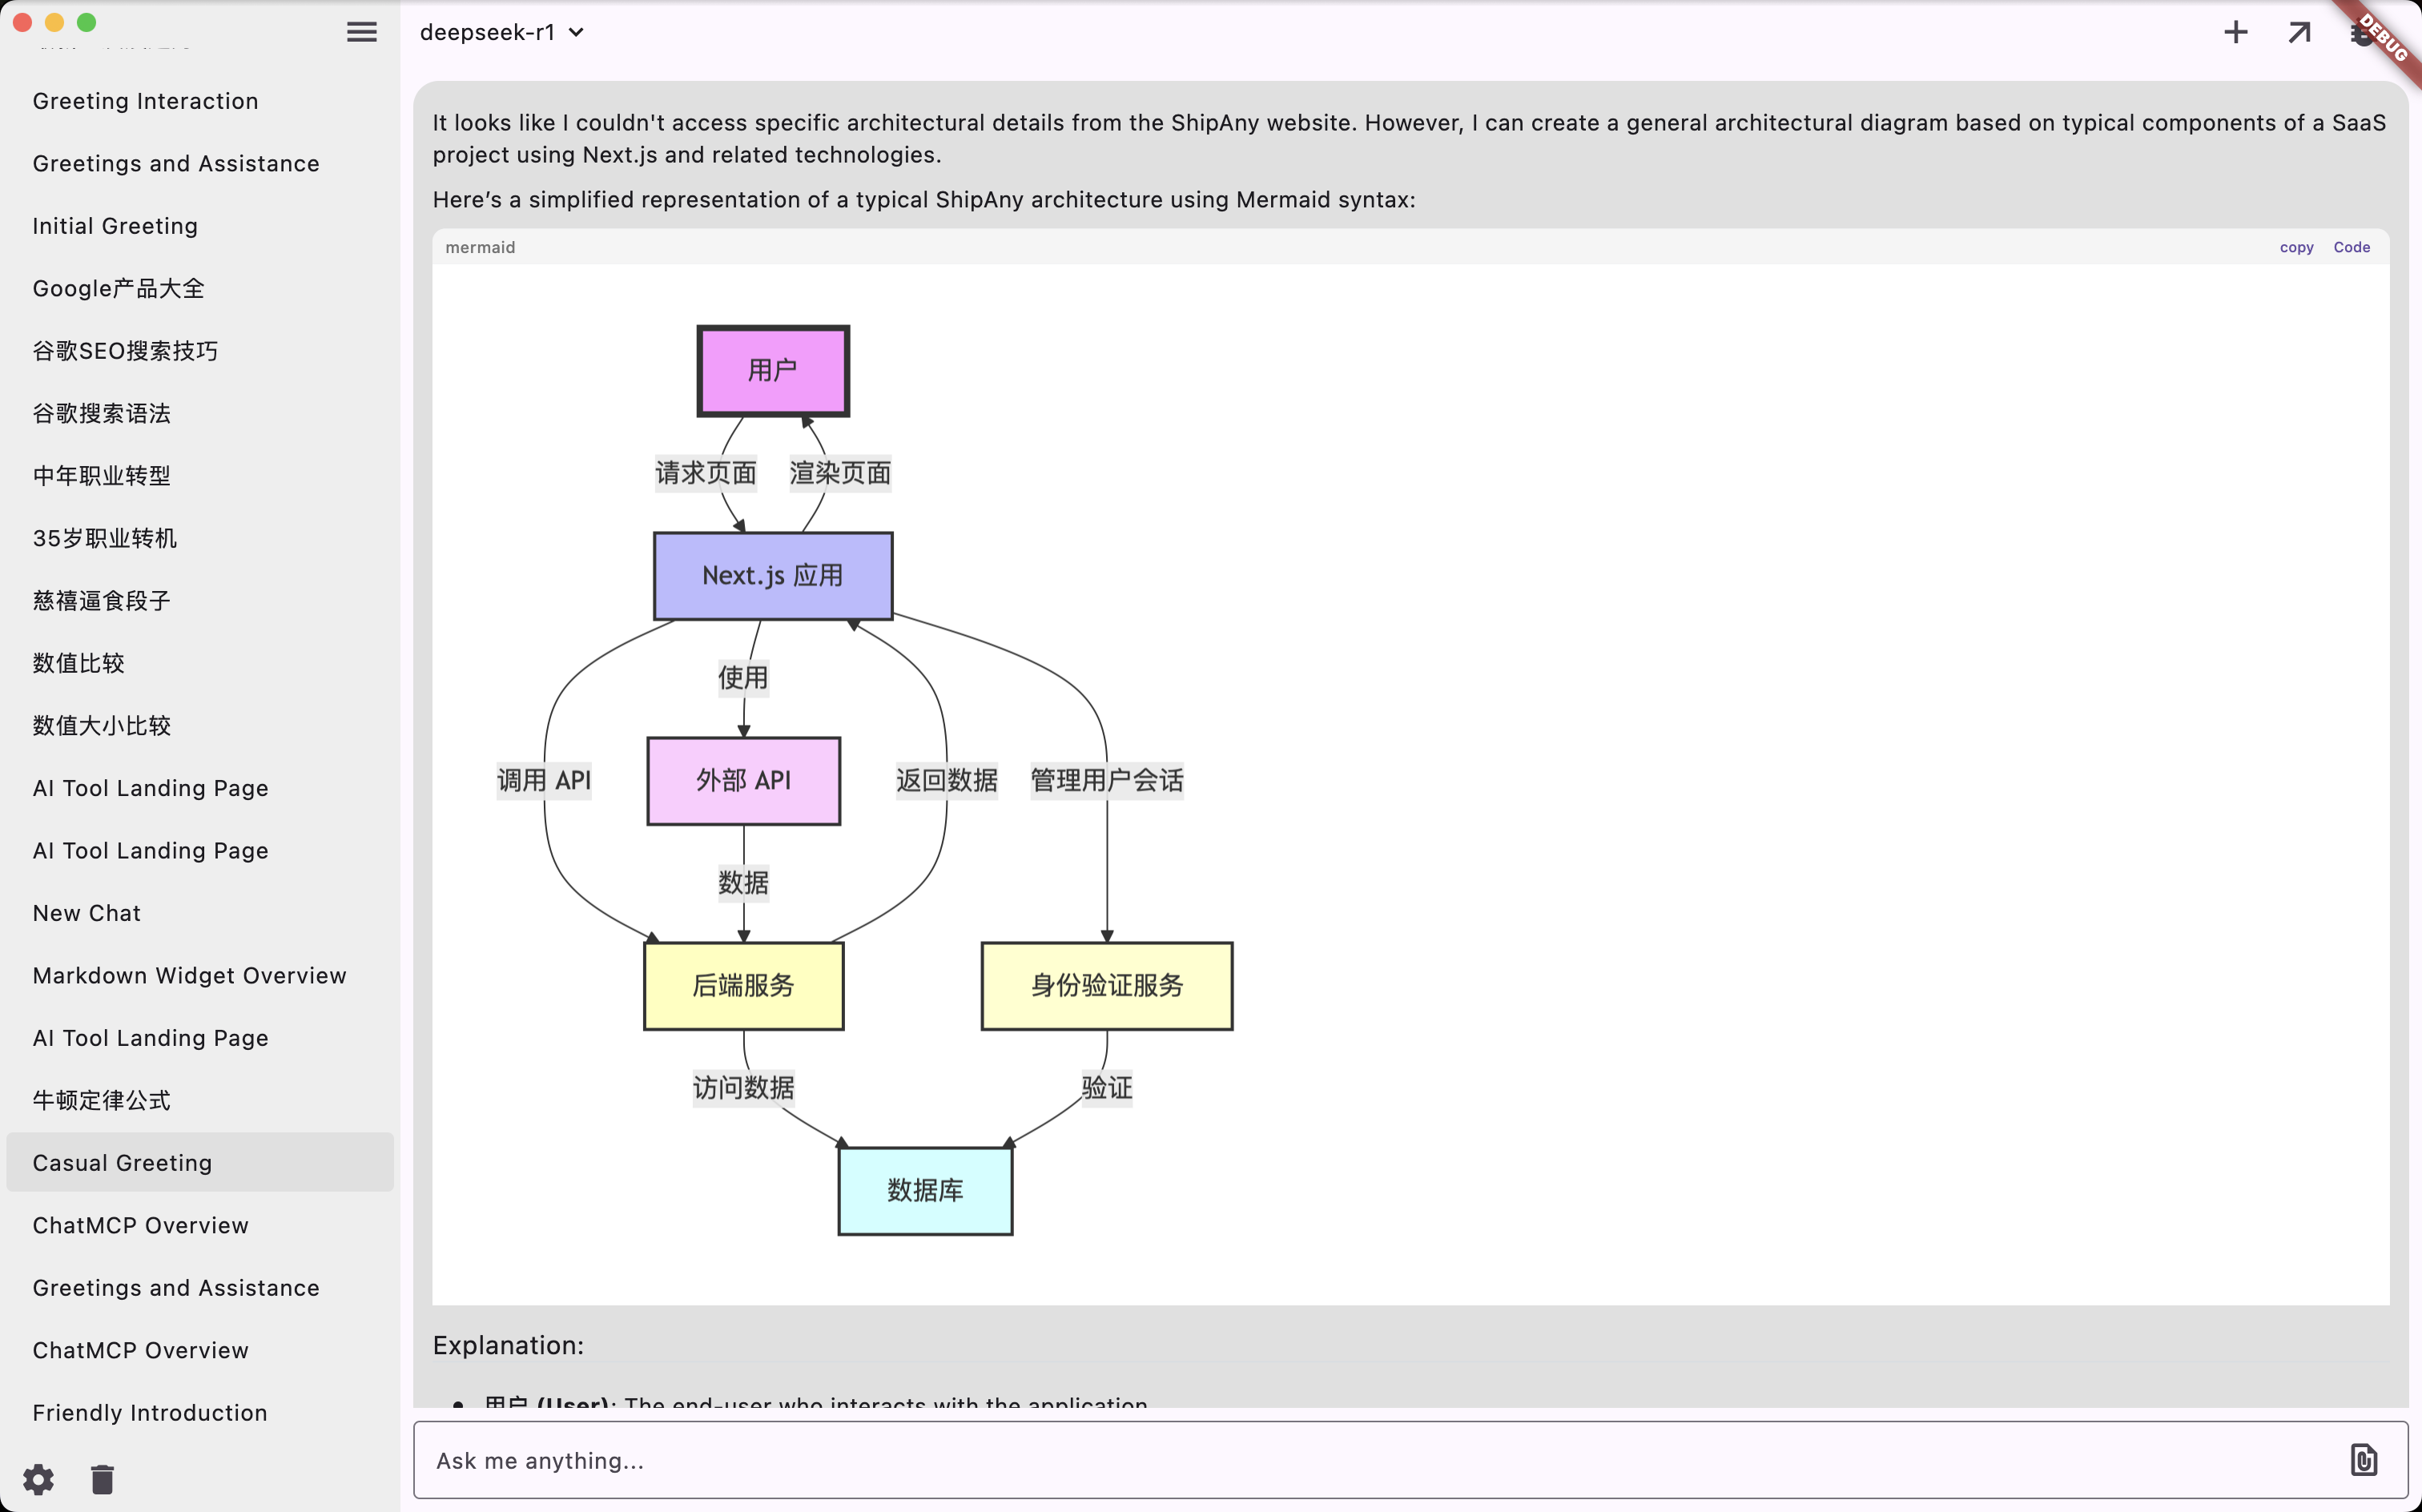 Greeting Interaction
Greetings and Assistance
Initial Greeting
Google产品大全
谷歌SEO搜索技巧
谷歌搜索语法
中年职业转型
35岁职业转机
慈禧逼食段子
数值比较
数值大小比较
AI Tool Landing Page
AI Tool Landing Page
New Chat
Markdown Widget Overview
AI Tool Landing Page
牛顿定律公式
Casual Greeting
ChatMCP Overview
Greetings and Assistance
ChatMCP Overview
Friendly Introduction
deepseek-r1
DEBUG
It looks like I couldn't access specific architectural details from the ShipAny website. However, I can create a general architectural diagram based on typical components of a SaaS
project using Next.js and related technologies.
Here’s a simplified representation of a typical ShipAny architecture using Mermaid syntax:
mermaid
copy Code
用户
请求页面 渲染页面
Next.js 应用
使用
调用 API 外部 API 返回数据 管理用户会话
数据
后端服务 身份验证服务
访问数据 验证
数据库
Explanation:
• 用户 (User): The end-user who interacts with the application
Ask me anything...